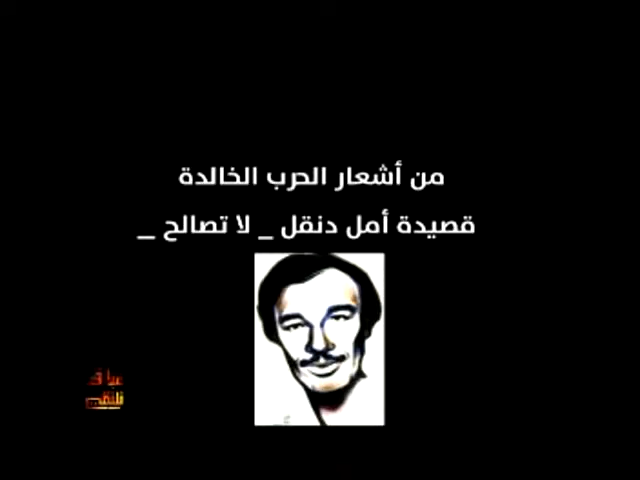 من أشعار الحرب الخالدة
قصيدة أمل دنقل _ لا تصالح _